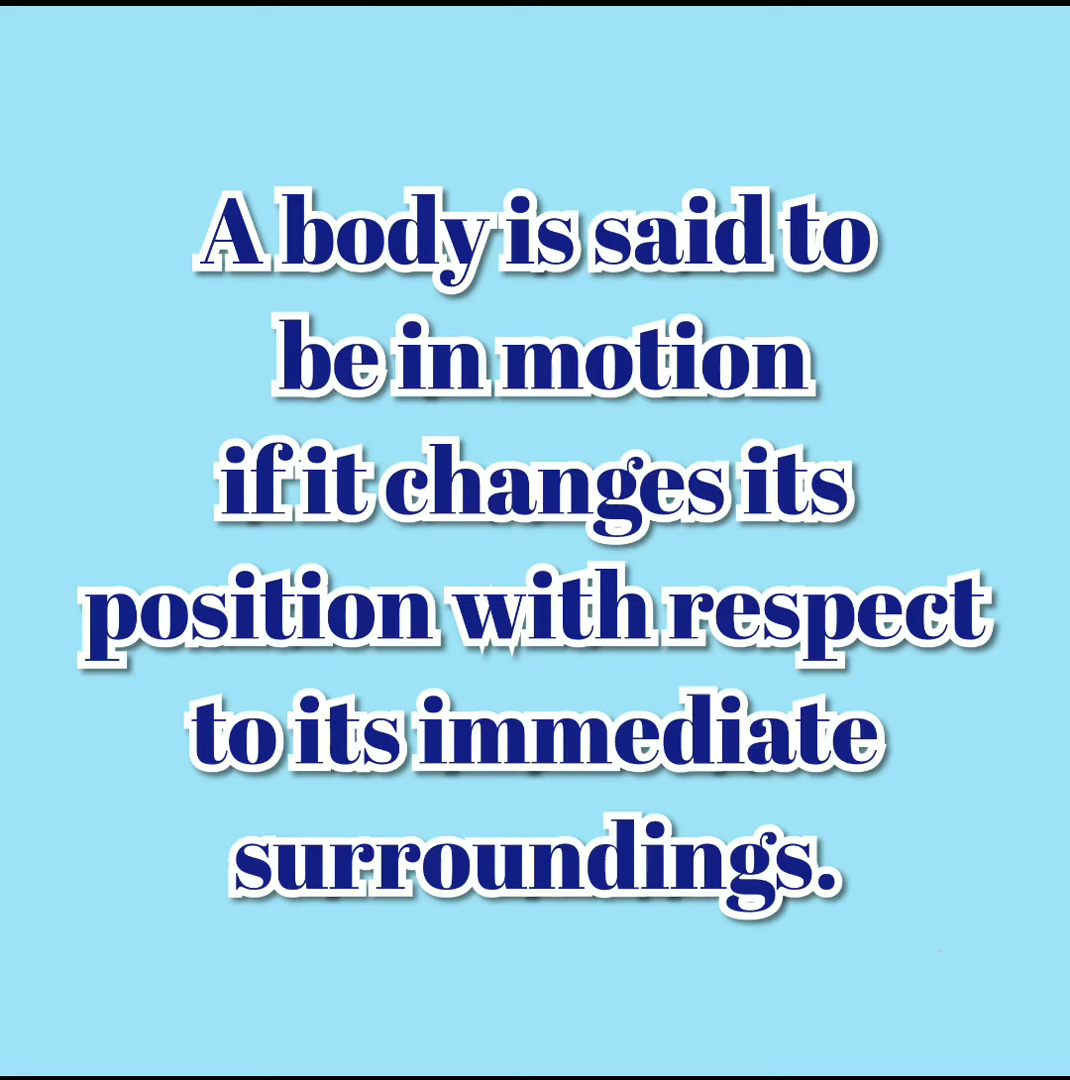 A body is said to
be in motion
if it changes its
position with respect
to its immediate
surroundings.